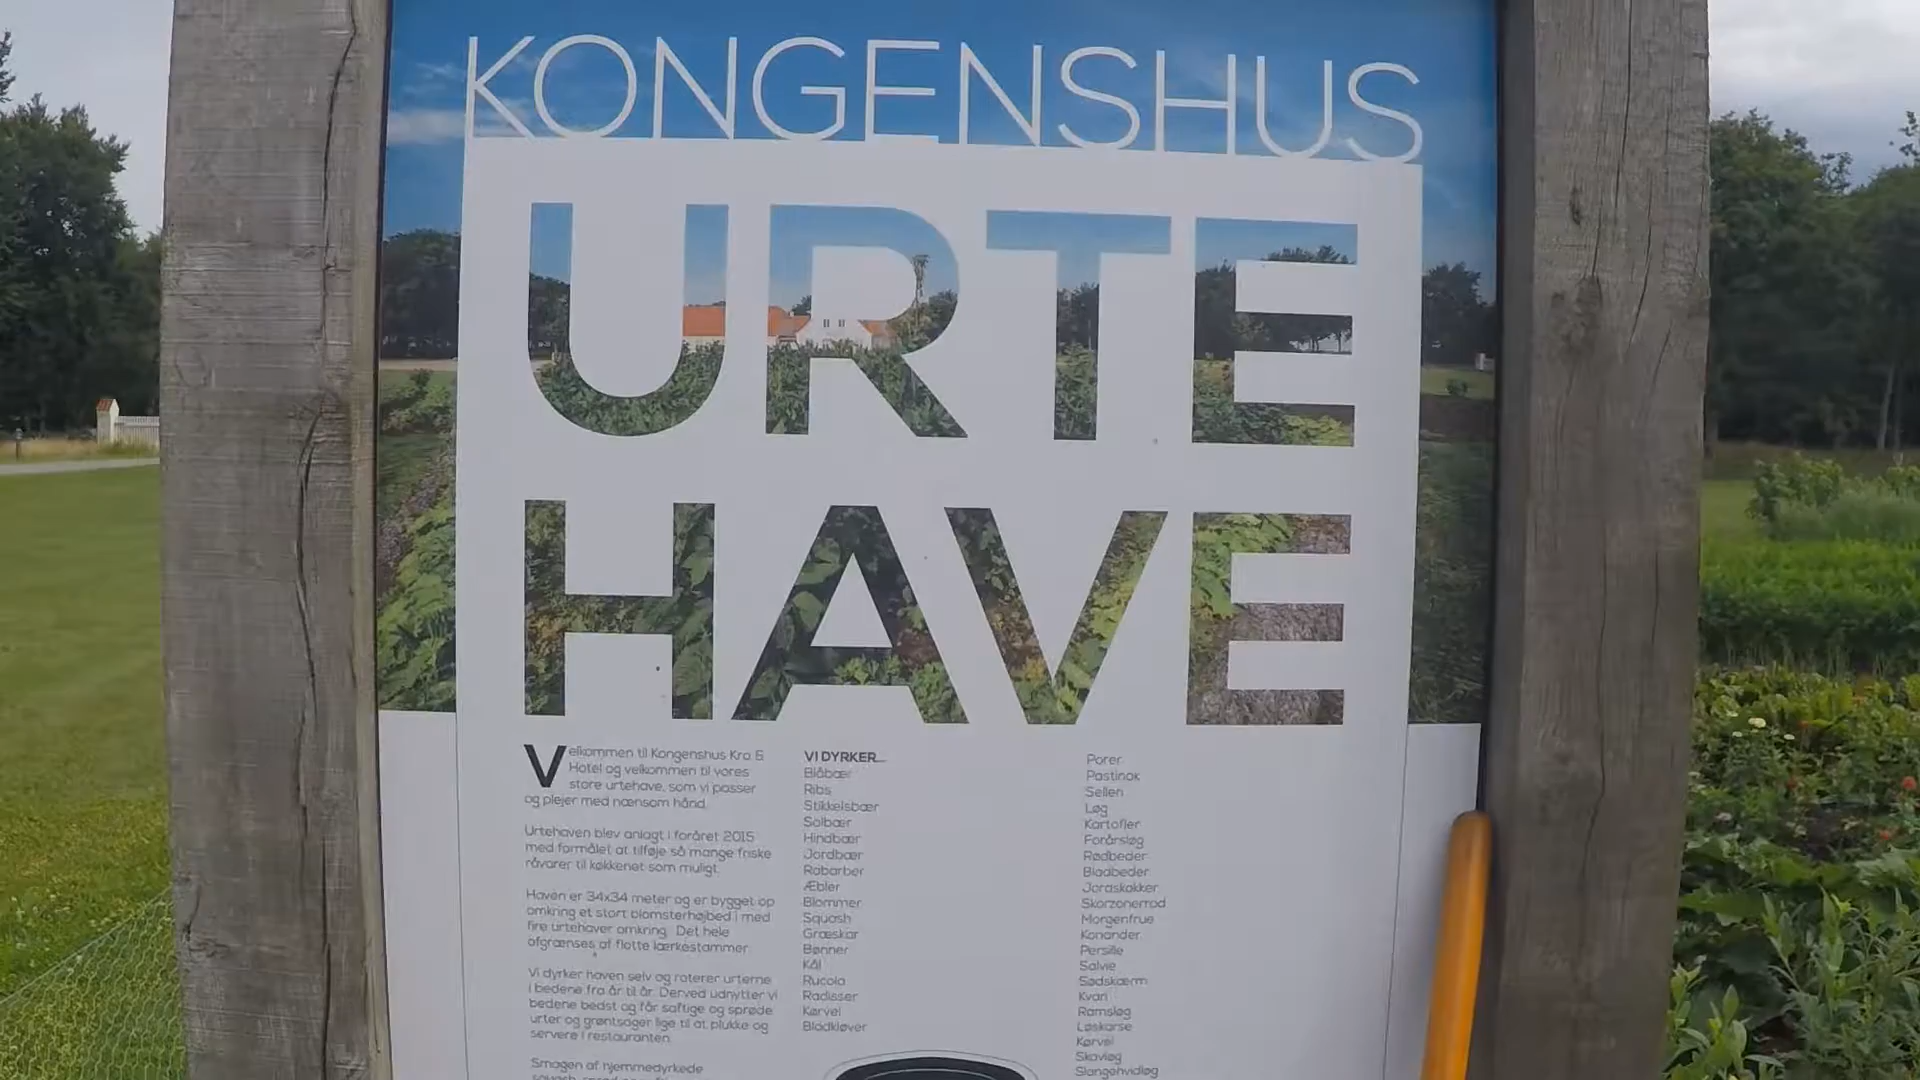 KONGENSHUS
URTE
HAVE
Velkommen til Kongenshus Kro &
Hotel og velkommen til vores
store urtehave, som vi passer
og plejer med nænsom hånd.
Urtehaven blev anlagt i foråret 2015
med formålet at tilføje så mange friske
råvarer til køkkenet som muligt.
Haven er 34x34 meter og er bygget op
omkring et stort blomsterhøjbed i med
fire urtehaver omkring. Det hele
afgrænses af flotte lærkestammer
Vi dyrker haven selv og roterer urterne
i bedene fra år til år. Derved udnytter vi
bedene bedst og får saftige og sprøde
urter og grøntsager lige til at plukke og
servere i restauranten.
Smagen af hjemmedyrkede
VI DYRKER...
Blåbær
Ribs
Stikkelsbær
Solbær
Hindbær
Jordbær
Rabarber
Æbler
Blommer
Squash
Græskar
Bønner
Kål
Rucola
Radisser
Kørvel
Bladkløver
Porer
Pastinak
Selleri
Løg
Kartofler
Forårsløg
Rødbeder
Bladbeder
Jordskokker
Skorzonerrod
Morgenfrue
Koriander
Persille
Salvie
Sødskærm
Kvan
Ramsløg
Løgkarse
Kørvel
Skovløg
Slangehvidløg